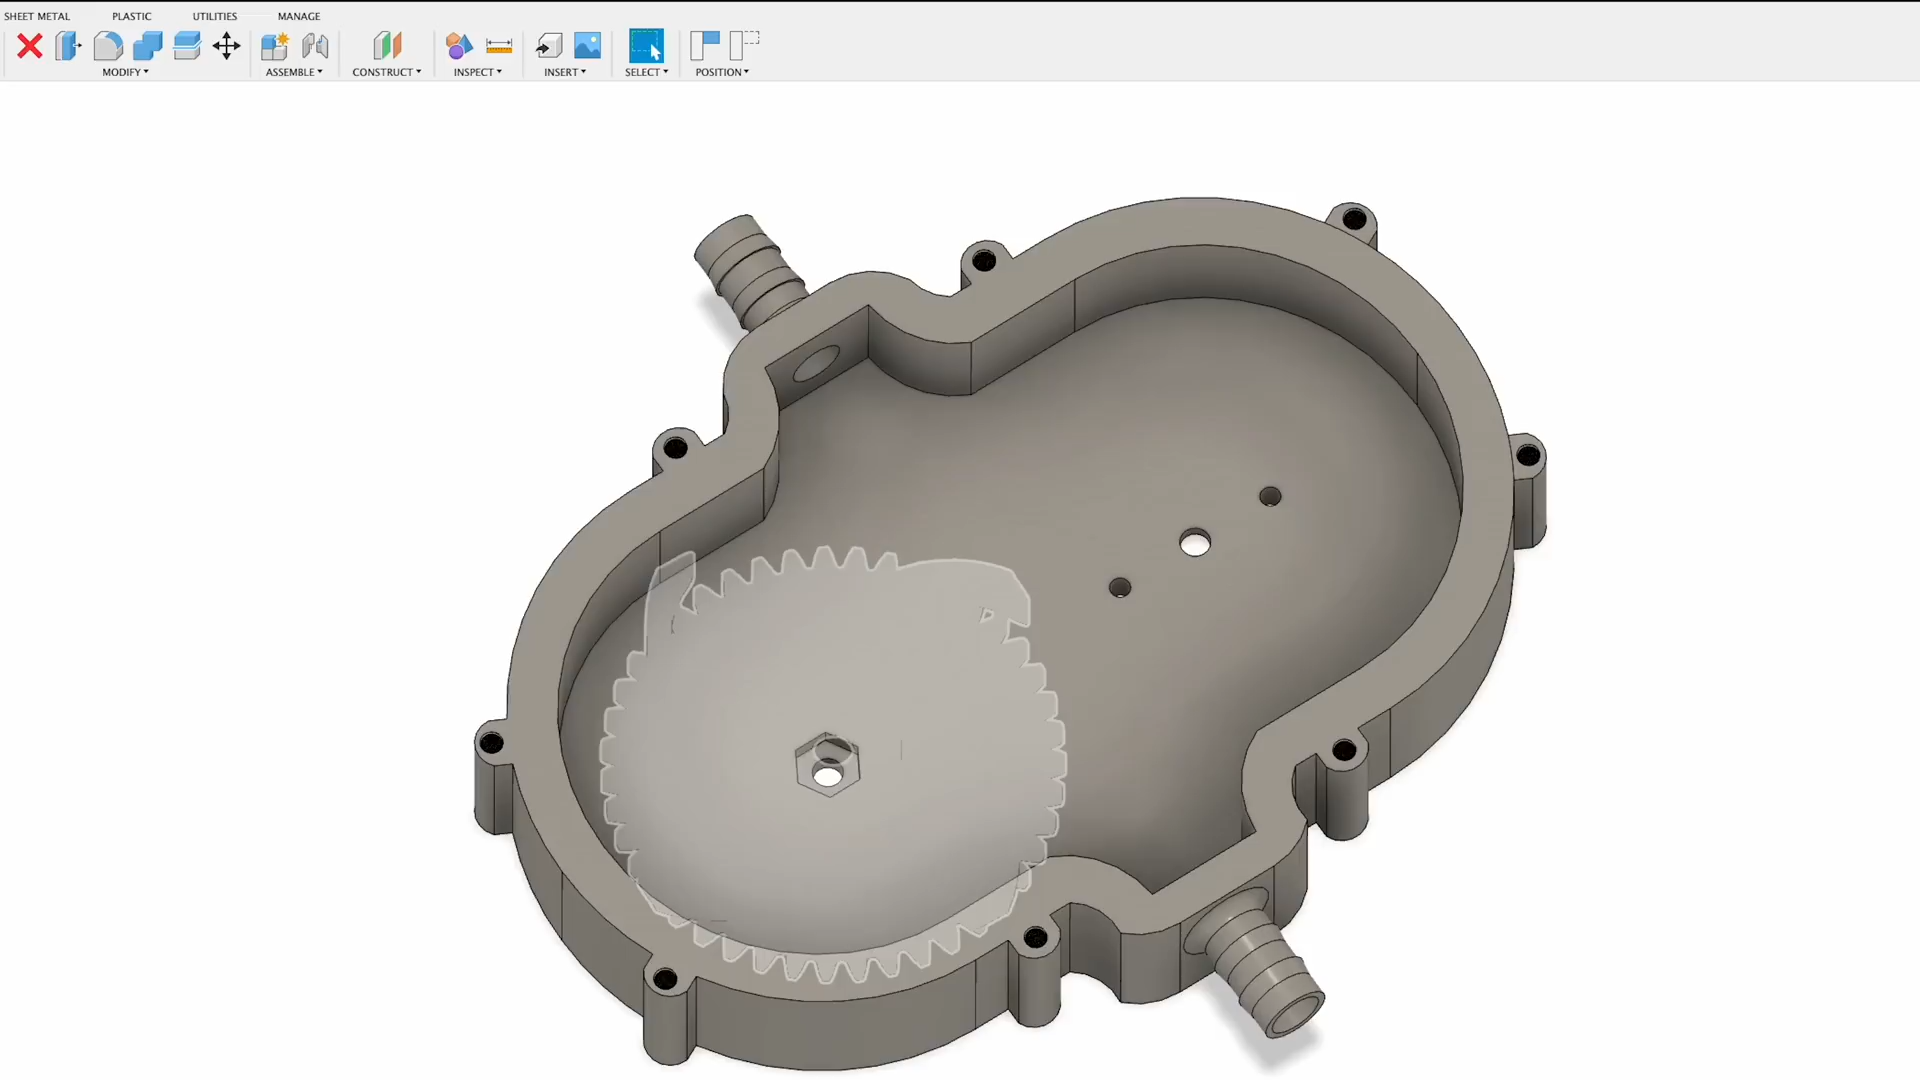 SHEET METAL PLASTIC UTILITIES MANAGE
MODIFY ASSEMBLE CONSTRUCT INSPECT INSERT SELECT POSITION